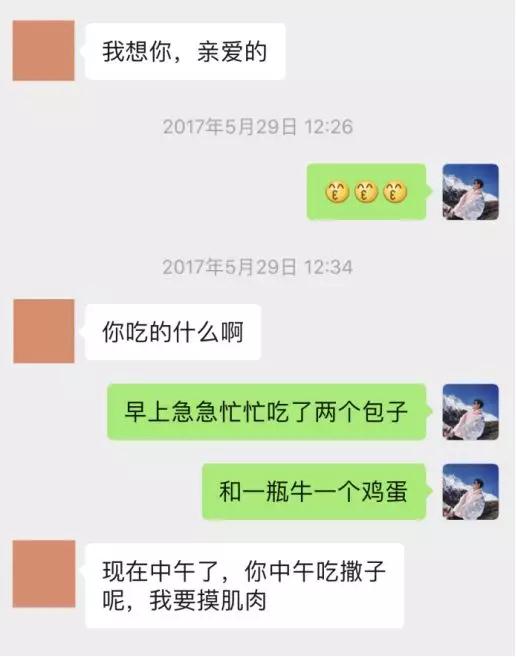 我想你，亲爱的
2017年5月29日 12:26
😙😙😙
2017年5月29日 12:34
你吃的什么啊
早上急急忙忙吃了两个包子
和一瓶牛一个鸡蛋
现在中午了，你中午吃撒子
呢，我要摸肌肉